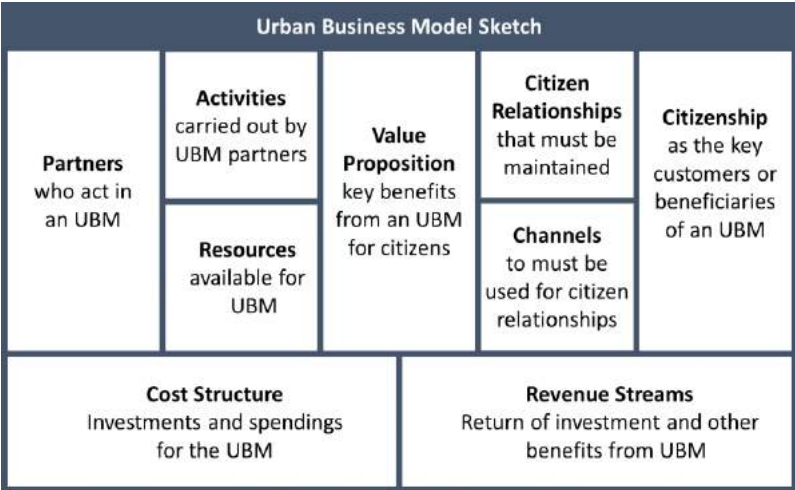 Urban Business Model Sketch
Partners
who act in
an UBM
Activities
carried out by
UBM partners
Resources
available for
UBM
Value
Proposition
key benefits
from an UBM
for citizens
Citizen
Relationships
that must be
maintained
Channels
to must be
used for citizen
relationships
Citizenship
as the key
customers or
beneficiaries
of an UBM
Cost Structure
Investments and spendings
for the UBM
Revenue Streams
Return of investment and other
benefits from UBM